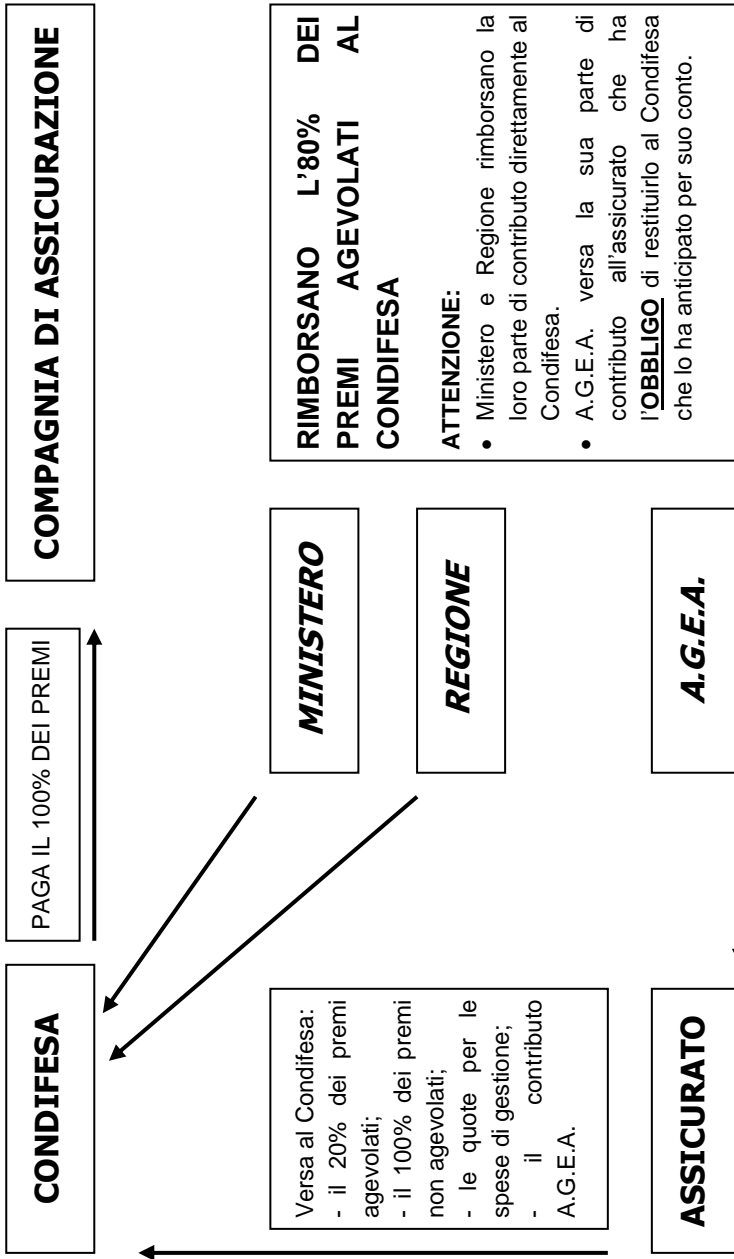 CONDIFESA
PAGA IL 100% DEI PREMI
COMPAGNIA DI ASSICURAZIONE
Versa al Condifesa:
- il 20% dei premi
agevolati;
- il 100% dei premi
non agevolati;
- le quote per le
spese di gestione;
- il contributo
A.G.E.A.
MINISTERO
REGIONE
RIMBORSANO L'80% DEI
PREMI AGEVOLATI AL
CONDIFESA
ATTENZIONE:
• Ministero e Regione rimborsano la
loro parte di contributo direttamente al
Condifesa.
• A.G.E.A. versa la sua parte di
contributo all'assicurato che ha
l'OBBLIGO di restituirlo al Condifesa
che lo ha anticipato per suo conto.
ASSICURATO
A.G.E.A.